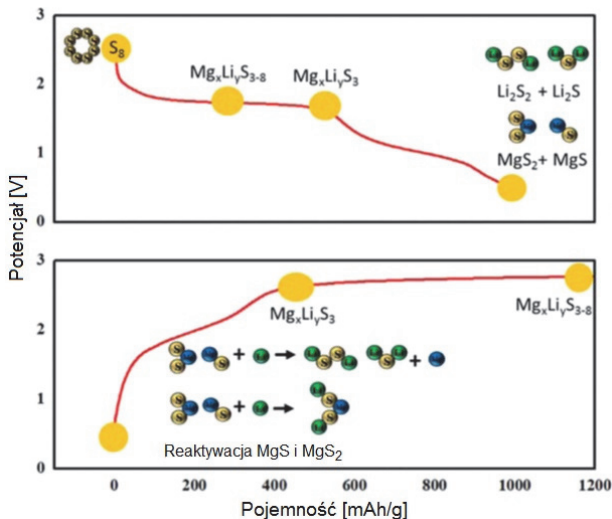 3
S8
MgxLiyS3-8
MgxLiyS3
2
Li2S2 + Li2S
1
MgS2+ MgS
0
Potencjał [V]
3
MgxLiyS3
MgxLiyS3-8
2
1
Reaktywacja MgS i MgS2
0
0 200 400 600 800 1000 1200
Pojemność [mAh/g]